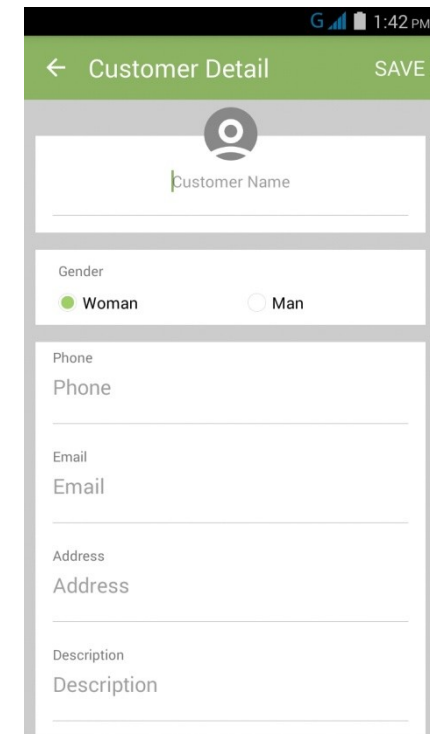 G 1:42 PM
Customer Detail SAVE
Customer Name
Gender
Woman Man
Phone
Phone
Email
Email
Address
Address
Description
Description